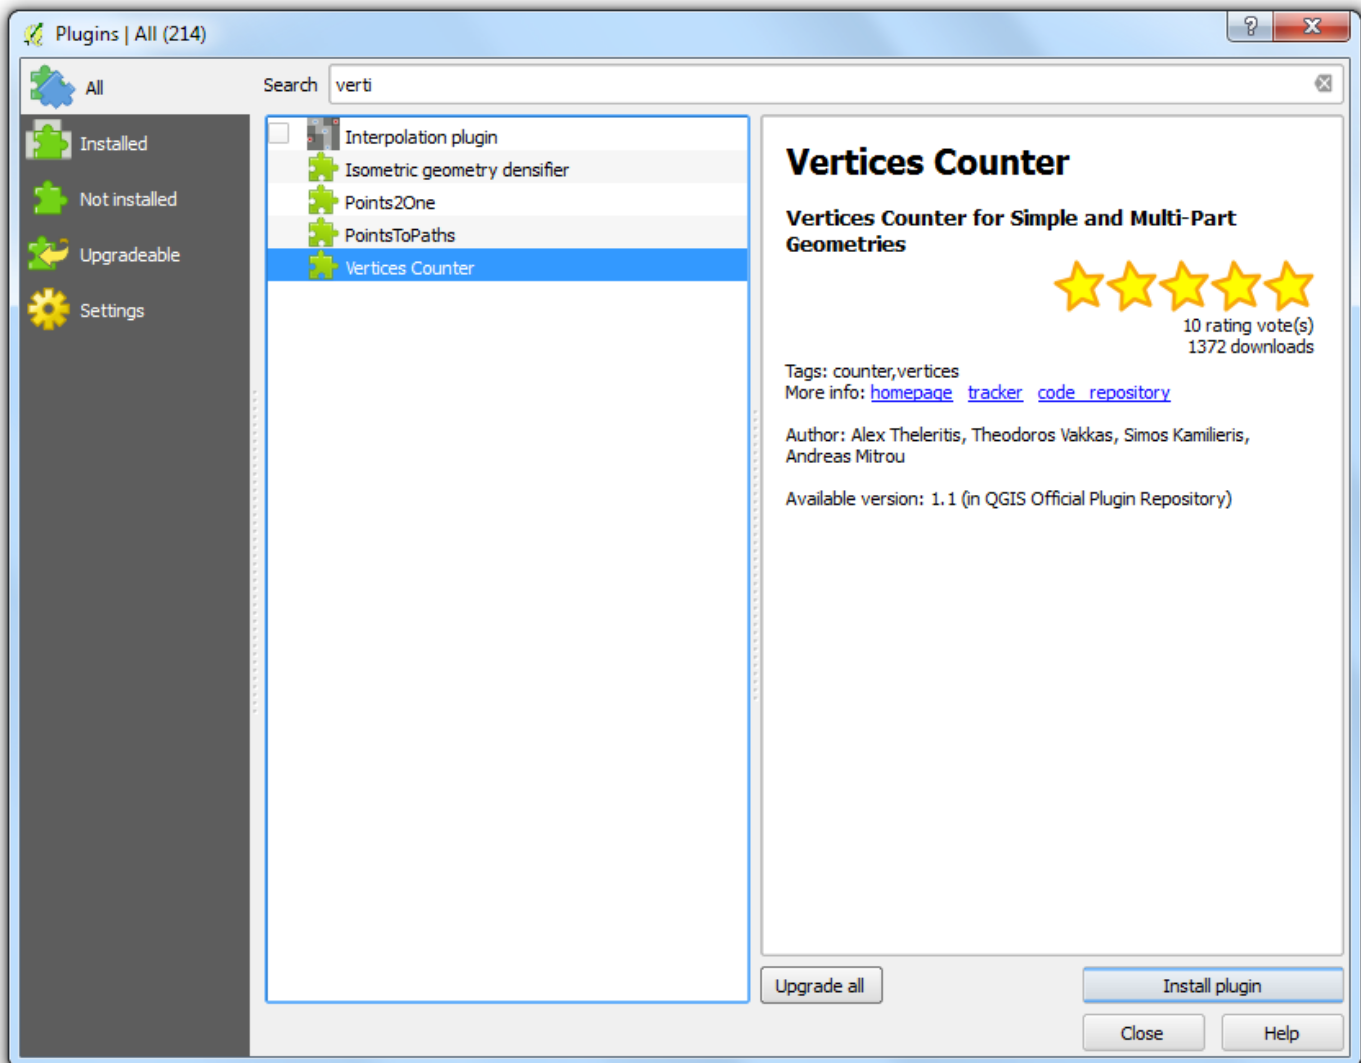 Plugins | All (214)
All
Installed
Not installed
Upgradeable
Settings
Search verti
Interpolation plugin
Isometric geometry densifier
Points2One
PointsToPaths
Vertices Counter
Vertices Counter
Vertices Counter for Simple and Multi-Part
Geometries
10 rating vote(s)
1372 downloads
Tags: counter,vertices
More info: homepage tracker code repository
Author: Alex Theleritis, Theodoros Vakkas, Simos Kamilieris,
Andreas Mitrou
Available version: 1.1 (in QGIS Official Plugin Repository)
Upgrade all
Install plugin
Close
Help